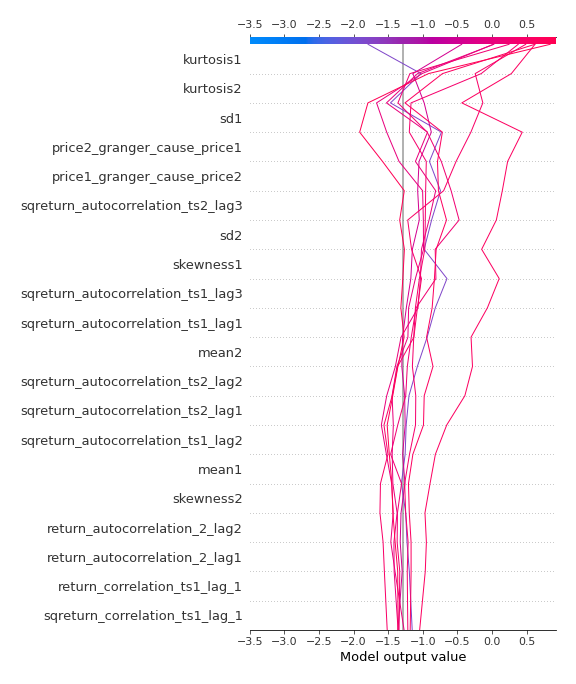 −3.5 −3.0 −2.5 −2.0 −1.5 −1.0 −0.5 0.0 0.5
kurtosis1
kurtosis2
sd1
price2_granger_cause_price1
price1_granger_cause_price2
sqreturn_autocorrelation_ts2_lag3
sd2
skewness1
sqreturn_autocorrelation_ts1_lag3
sqreturn_autocorrelation_ts1_lag1
mean2
sqreturn_autocorrelation_ts2_lag2
sqreturn_autocorrelation_ts2_lag1
sqreturn_autocorrelation_ts1_lag2
mean1
skewness2
return_autocorrelation_2_lag2
return_autocorrelation_2_lag1
return_correlation_ts1_lag_1
sqreturn_correlation_ts1_lag_1
−3.5 −3.0 −2.5 −2.0 −1.5 −1.0 −0.5 0.0 0.5
Model output value